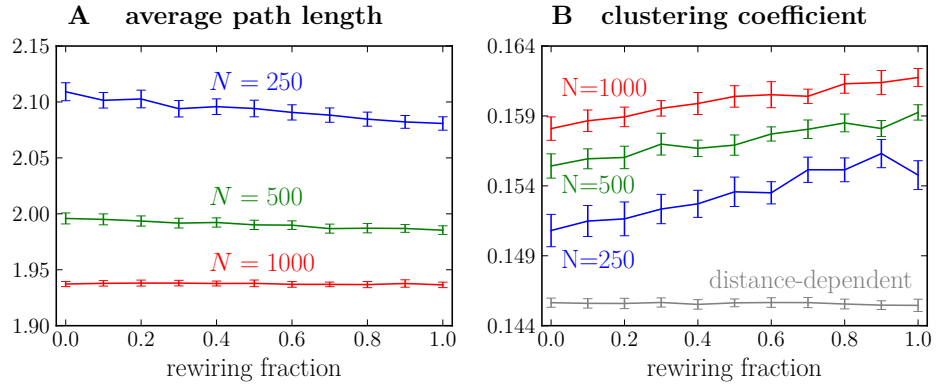 A average path length
2.15
2.10
2.05
2.00
1.95
1.90
N = 250
N = 500
N = 1000
0.0 0.2 0.4 0.6 0.8 1.0
rewiring fraction
B clustering coefficient
0.164
0.159
0.154
0.149
0.144
N=1000
N=500
N=250
distance-dependent
0.0 0.2 0.4 0.6 0.8 1.0
rewiring fraction